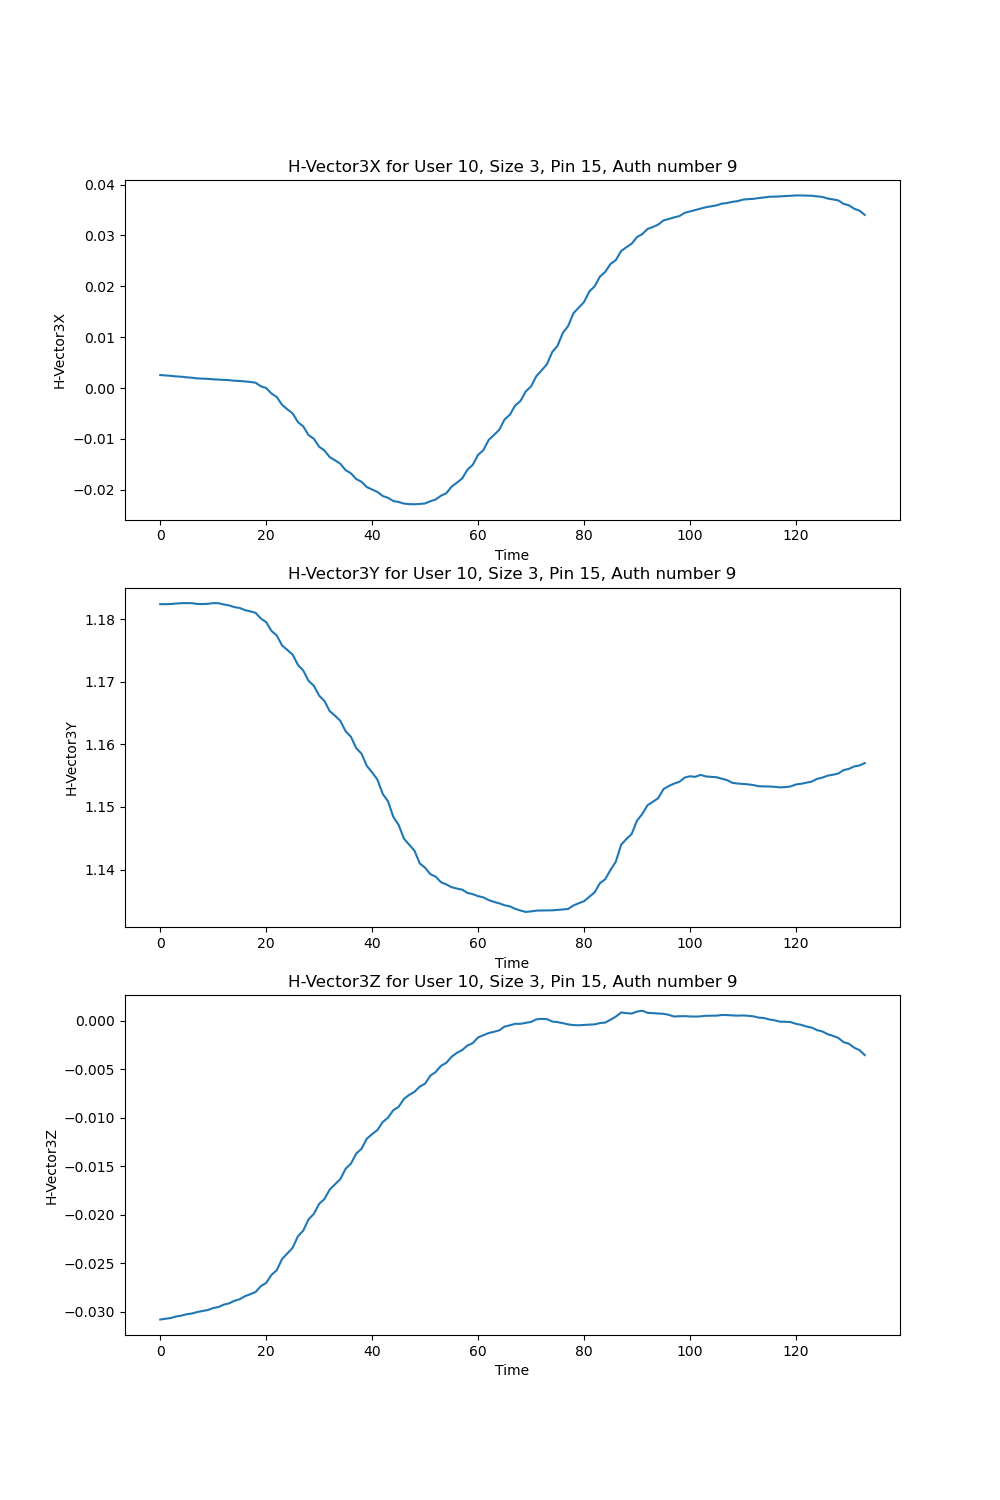 H-Vector3X for User 10, Size 3, Pin 15, Auth number 9
0.04
0.03
0.02
0.01
0.00
−0.01
−0.02
H-Vector3X
0 20 40 60 80 100 120
Time
H-Vector3Y for User 10, Size 3, Pin 15, Auth number 9
1.18
1.17
1.16
1.15
1.14
H-Vector3Y
0 20 40 60 80 100 120
Time
H-Vector3Z for User 10, Size 3, Pin 15, Auth number 9
0.000
−0.005
−0.010
−0.015
−0.020
−0.025
−0.030
H-Vector3Z
0 20 40 60 80 100 120
Time